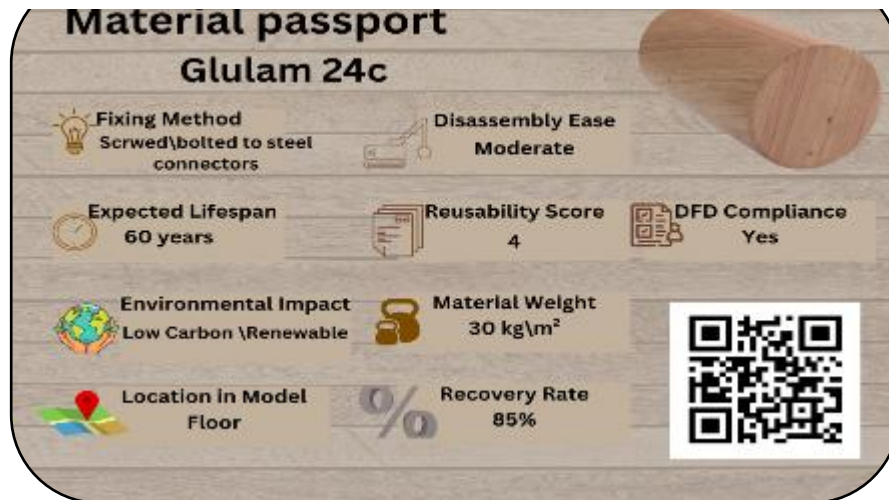 Material passport
Glulam 24c
Fixing Method
Scrwed\bolted to steel
connectors
Disassembly Ease
Moderate
Expected Lifespan
60 years
Reusability Score
4
DFD Compliance
Yes
Environmental Impact
Low Carbon \Renewable
Material Weight
30 kg\m²
Location in Model
Floor
Recovery Rate
85%